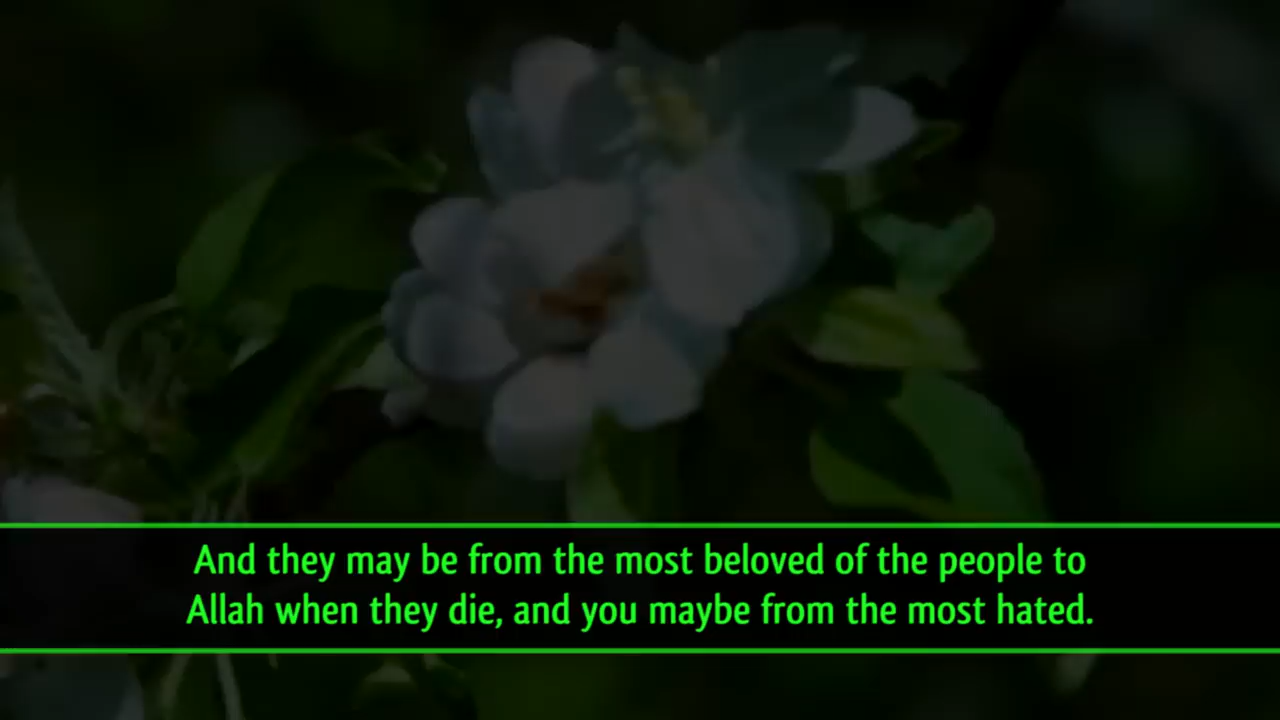 And they may be from the most beloved of the people to
Allah when they die, and you maybe from the most hated.